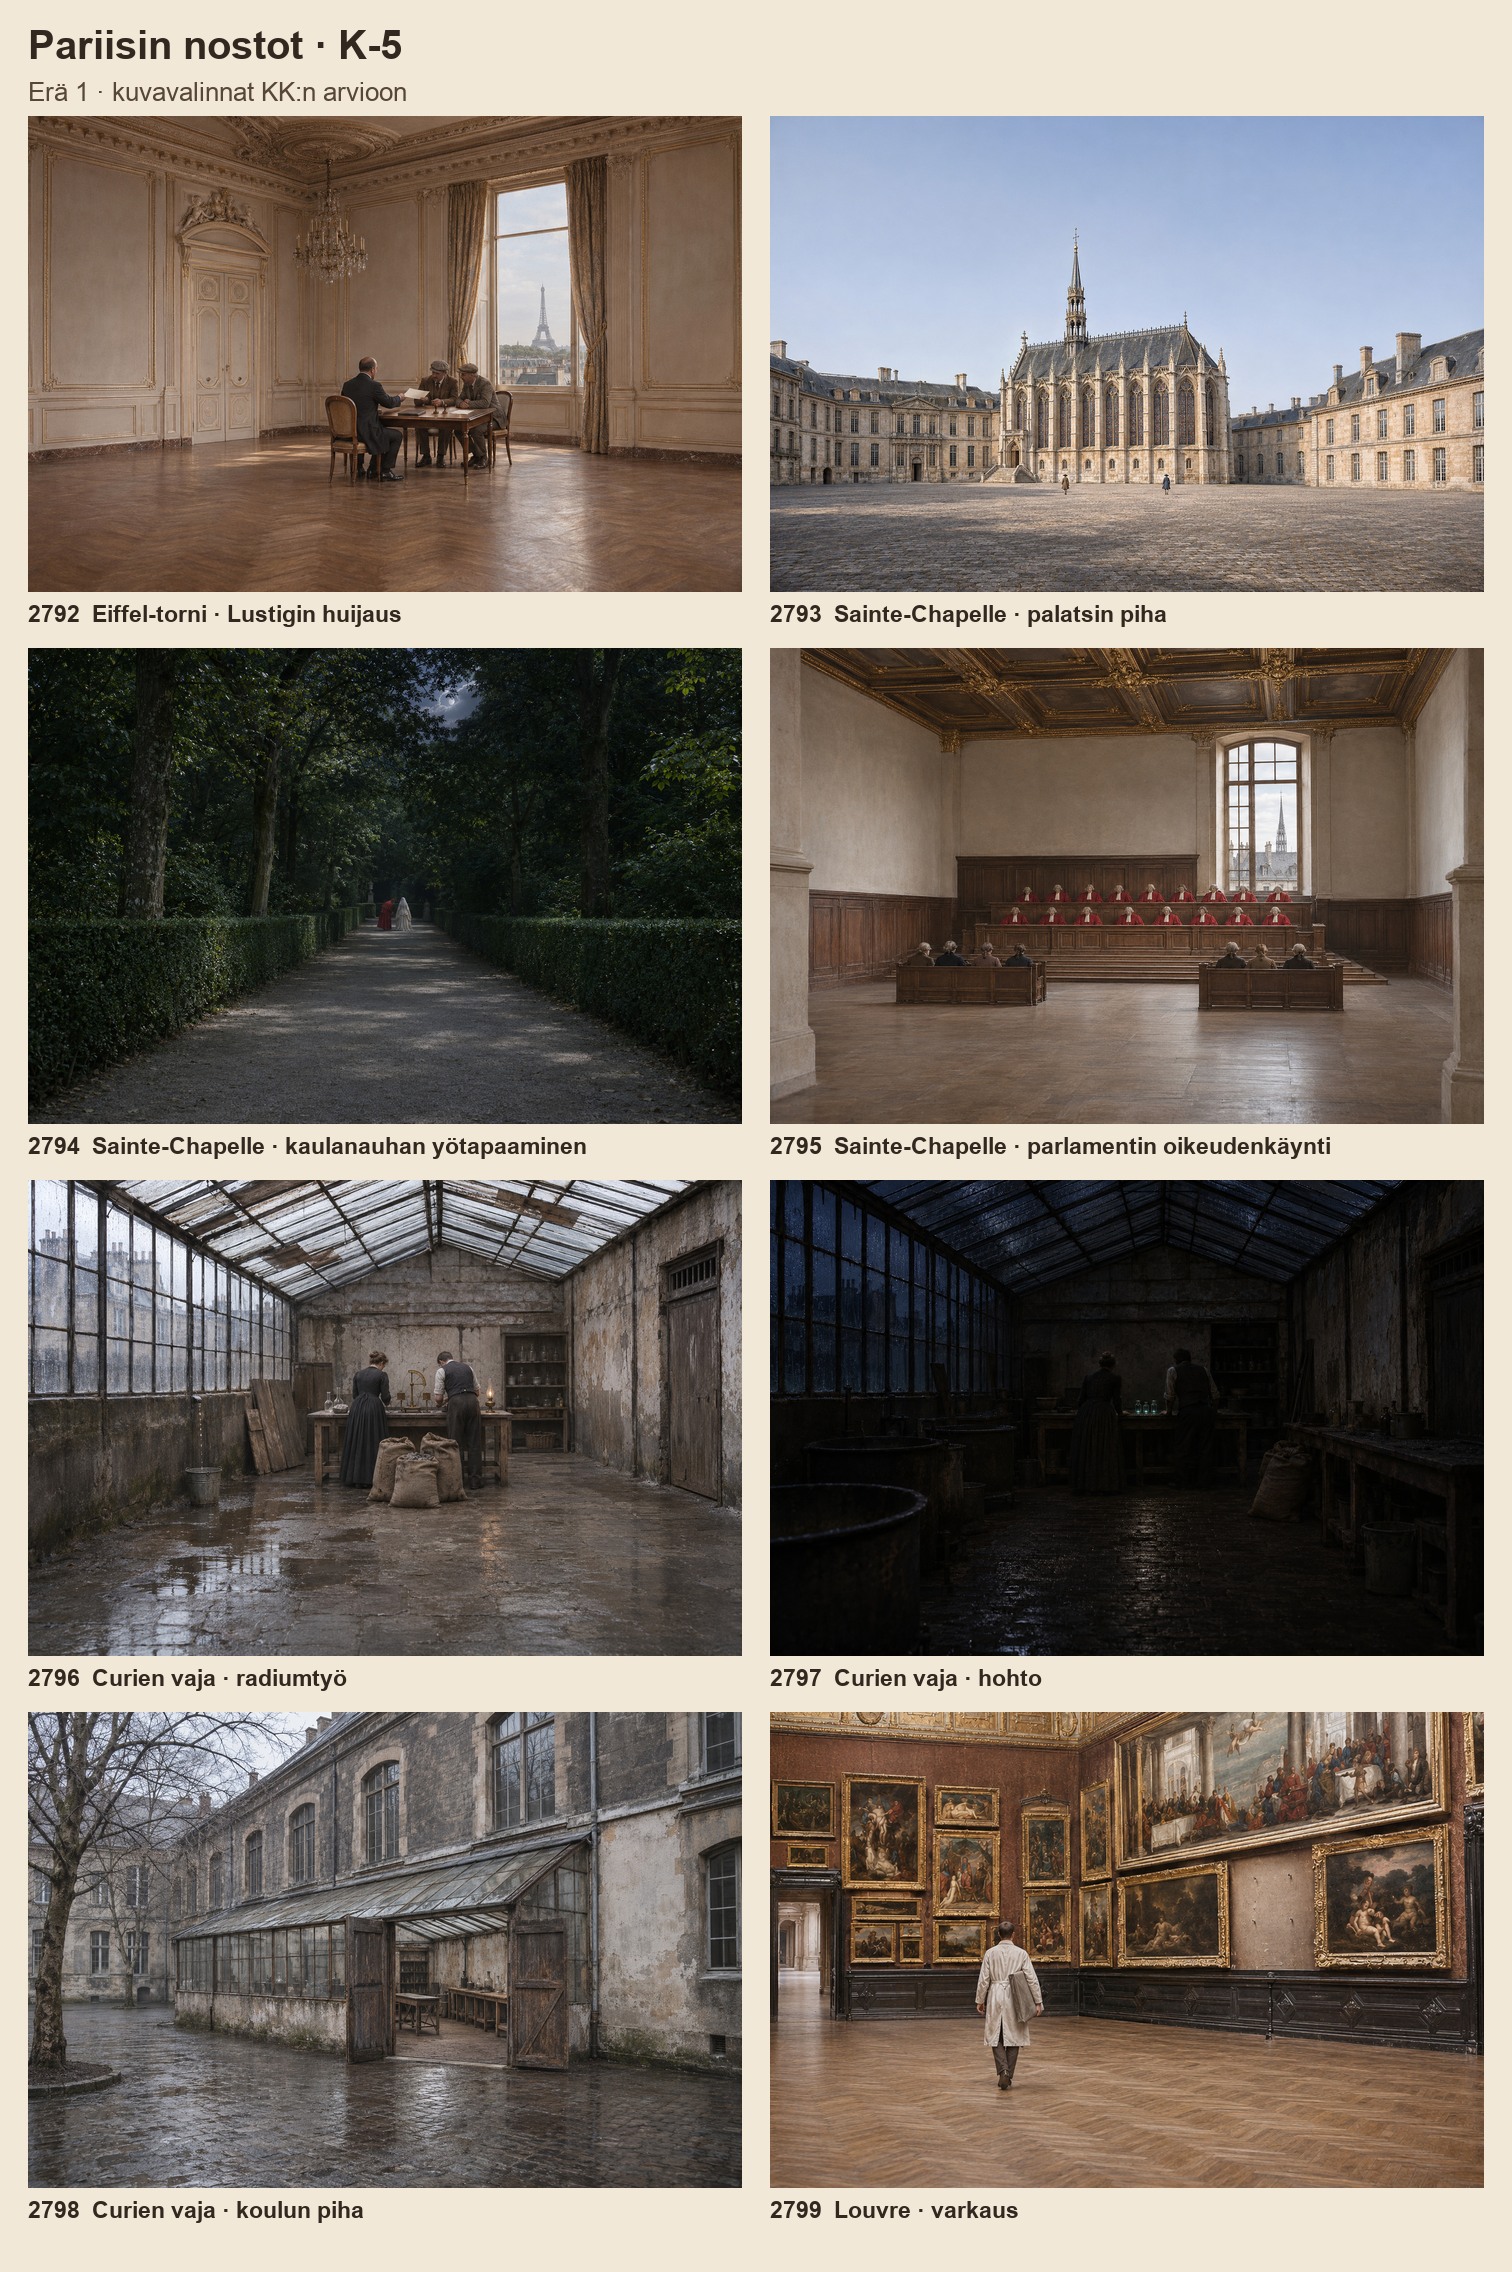 Pariisin nostot · K-5
Erä 1 · kuvavalinnat KK:n arvioon
2792 Eiffel-torni · Lustigin huijaus
2793 Sainte-Chapelle · palatsin piha
2794 Sainte-Chapelle · kaulanauhan yötapaaminen
2795 Sainte-Chapelle · parlamentin oikeudenkäynti
2796 Curien vaja · radiumtyö
2797 Curien vaja · hohto
2798 Curien vaja · koulun piha
2799 Louvre · varkaus